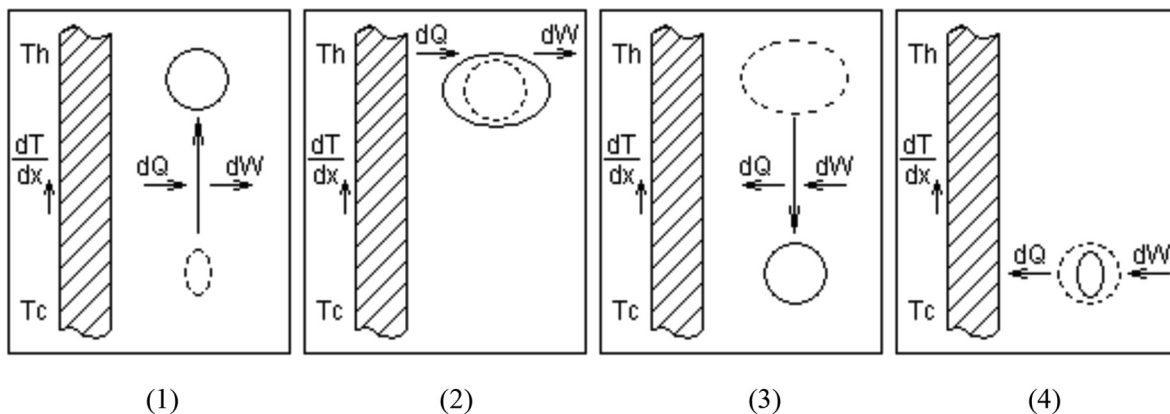 Th
dT
dx
Tc
dQ
dW
Th
dT
dx
Tc
dQ
dW
Th
dT
dx
Tc
dQ
dW
Th
dT
dx
Tc
dQ
dW
(1)
(2)
(3)
(4)